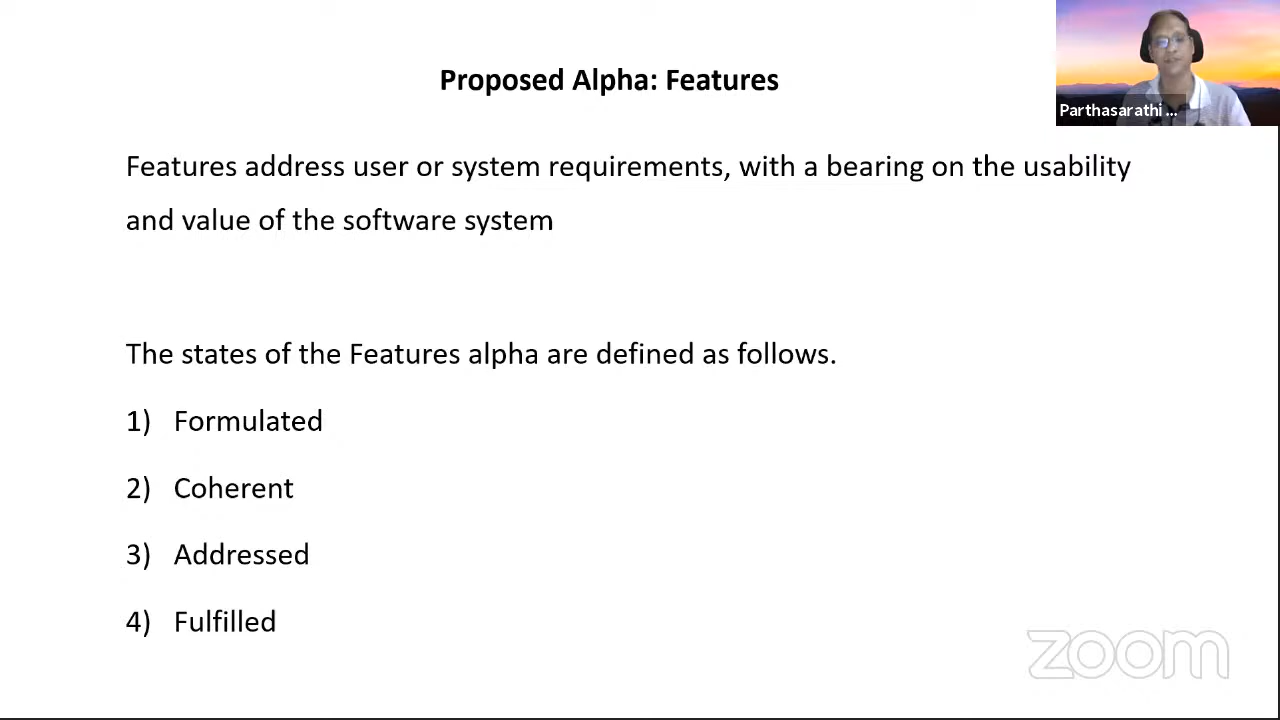 Proposed Alpha: Features
Parthasarathi ...
Features address user or system requirements, with a bearing on the usability
and value of the software system
The states of the Features alpha are defined as follows.
1) Formulated
2) Coherent
3) Addressed
4) Fulfilled
zoom